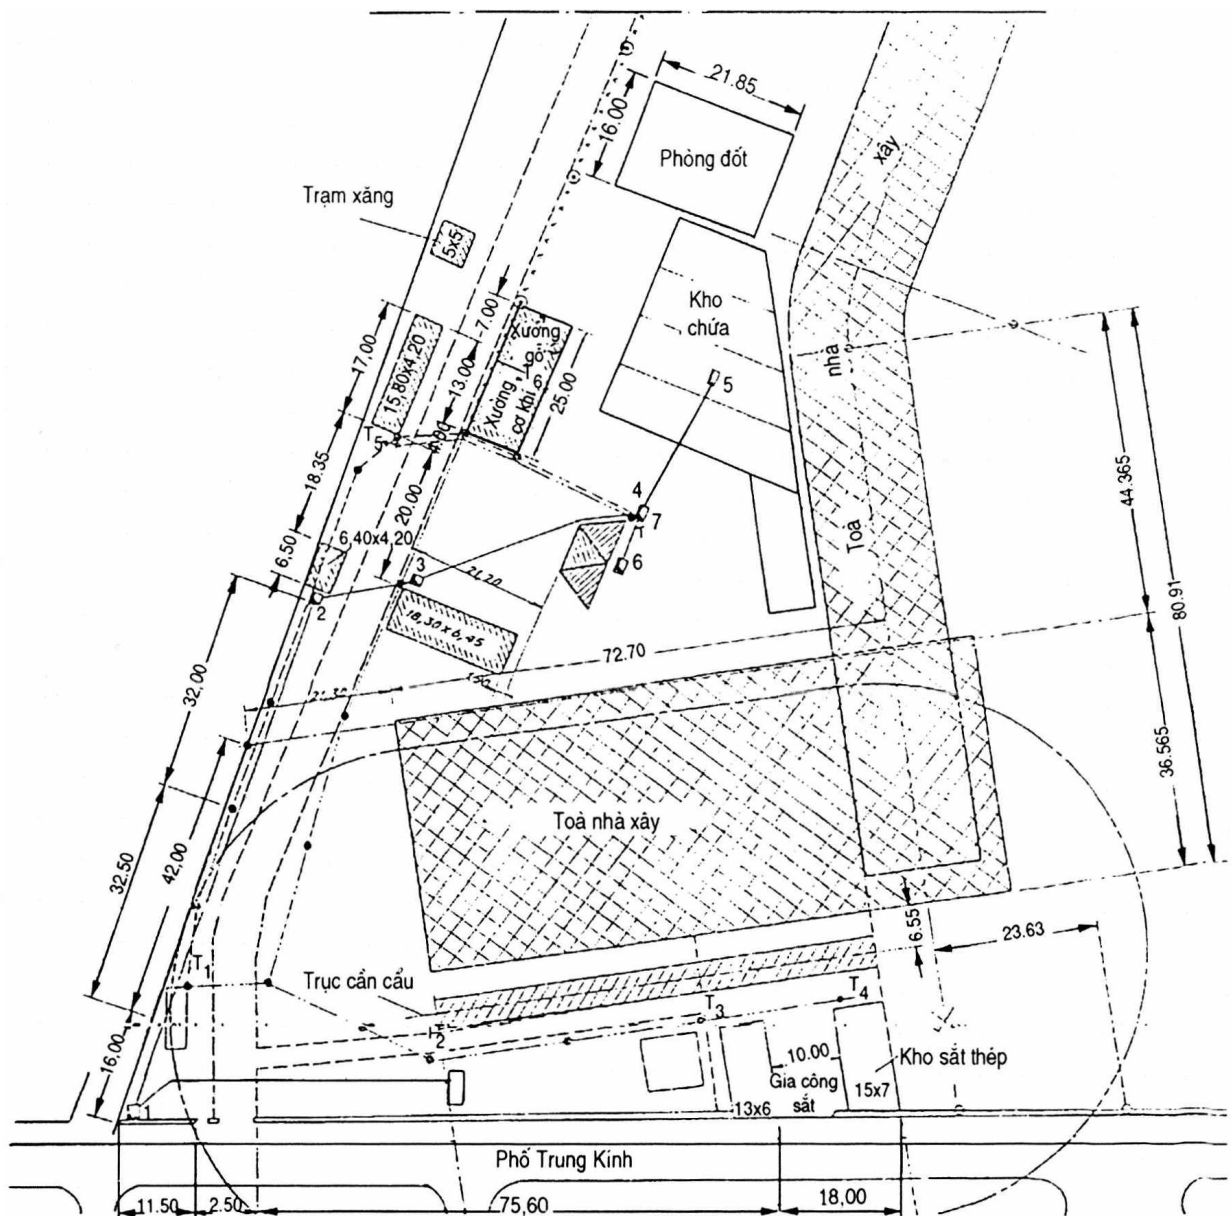 21.85
16.00
Phòng đốt
xây
Trạm xăng
5x5
Kho
chứa
nhà
7.00
Xương
gỗ
17.00
15,80x4,20
13.00
Xưởng
cơ khí
6
25.00
5
T
5
18.35
20.00
4
7
44.365
80.91
Toà
6,50
6,40x4,20
3
21,20
6
2
18,30x6,45
32.00
72.70
36.565
42,00
32.50
Toà nhà xây
6.55
23.63
T1
Trục cần cẩu
T4
T3
T2
16.00
10.00
Kho sắt thép
Gia công
sắt
15x7
13x6
1
Phố Trung Kính
11.50
2.50
75,60
18,00